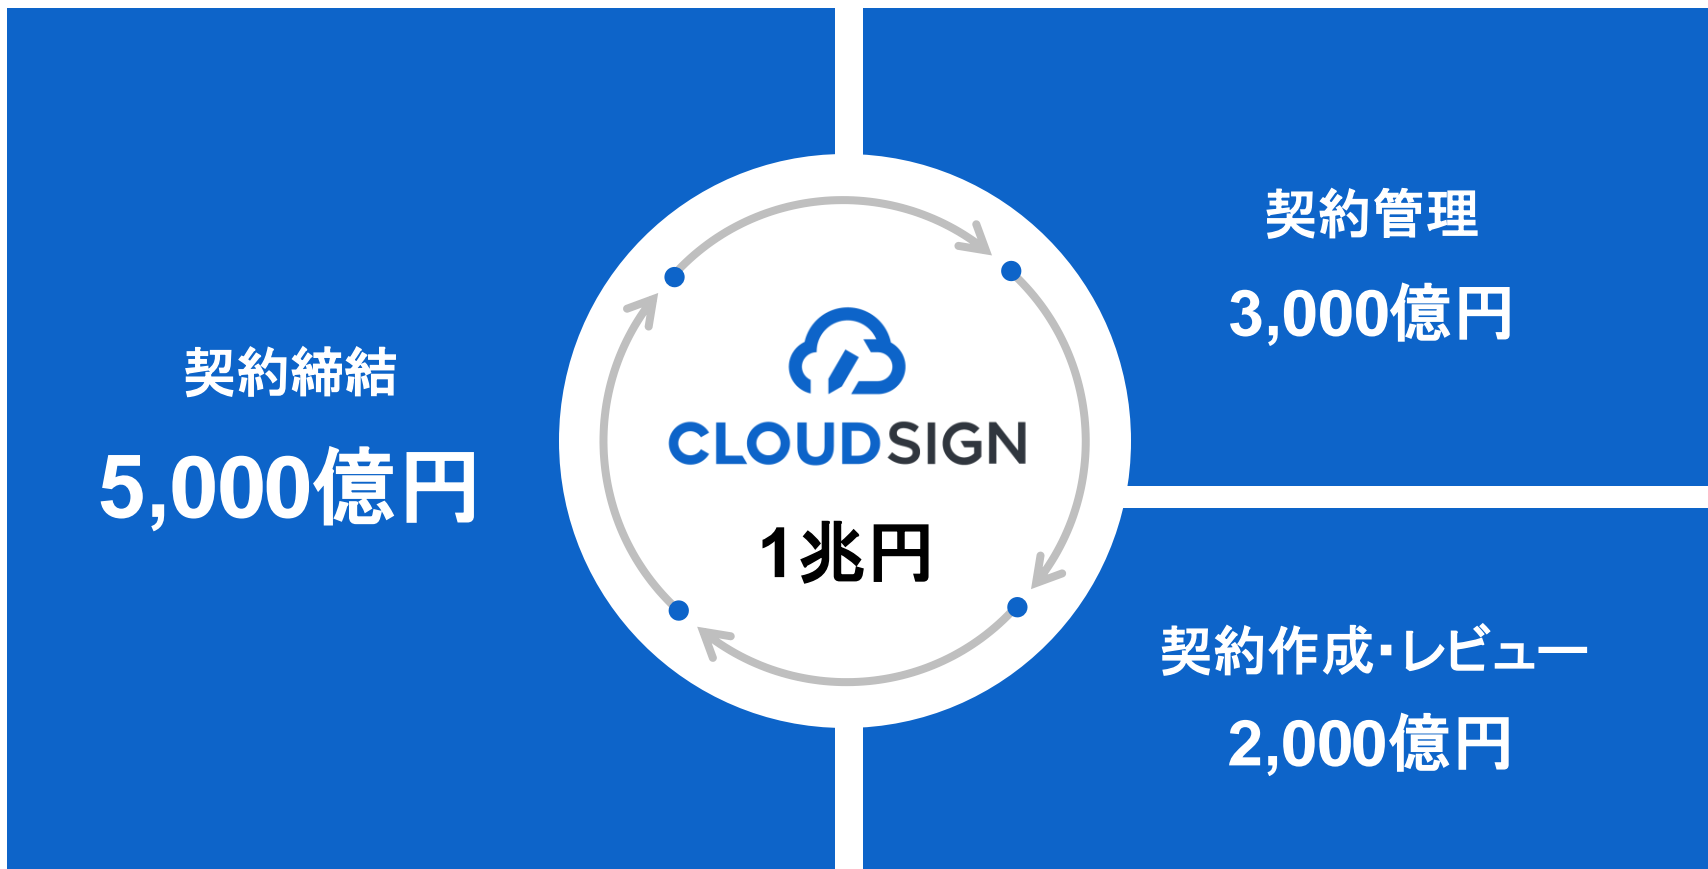 契約締結
5,000億円
CLOUDSIGN
1兆円
契約管理
3,000億円
契約作成・レビュー
2,000億円